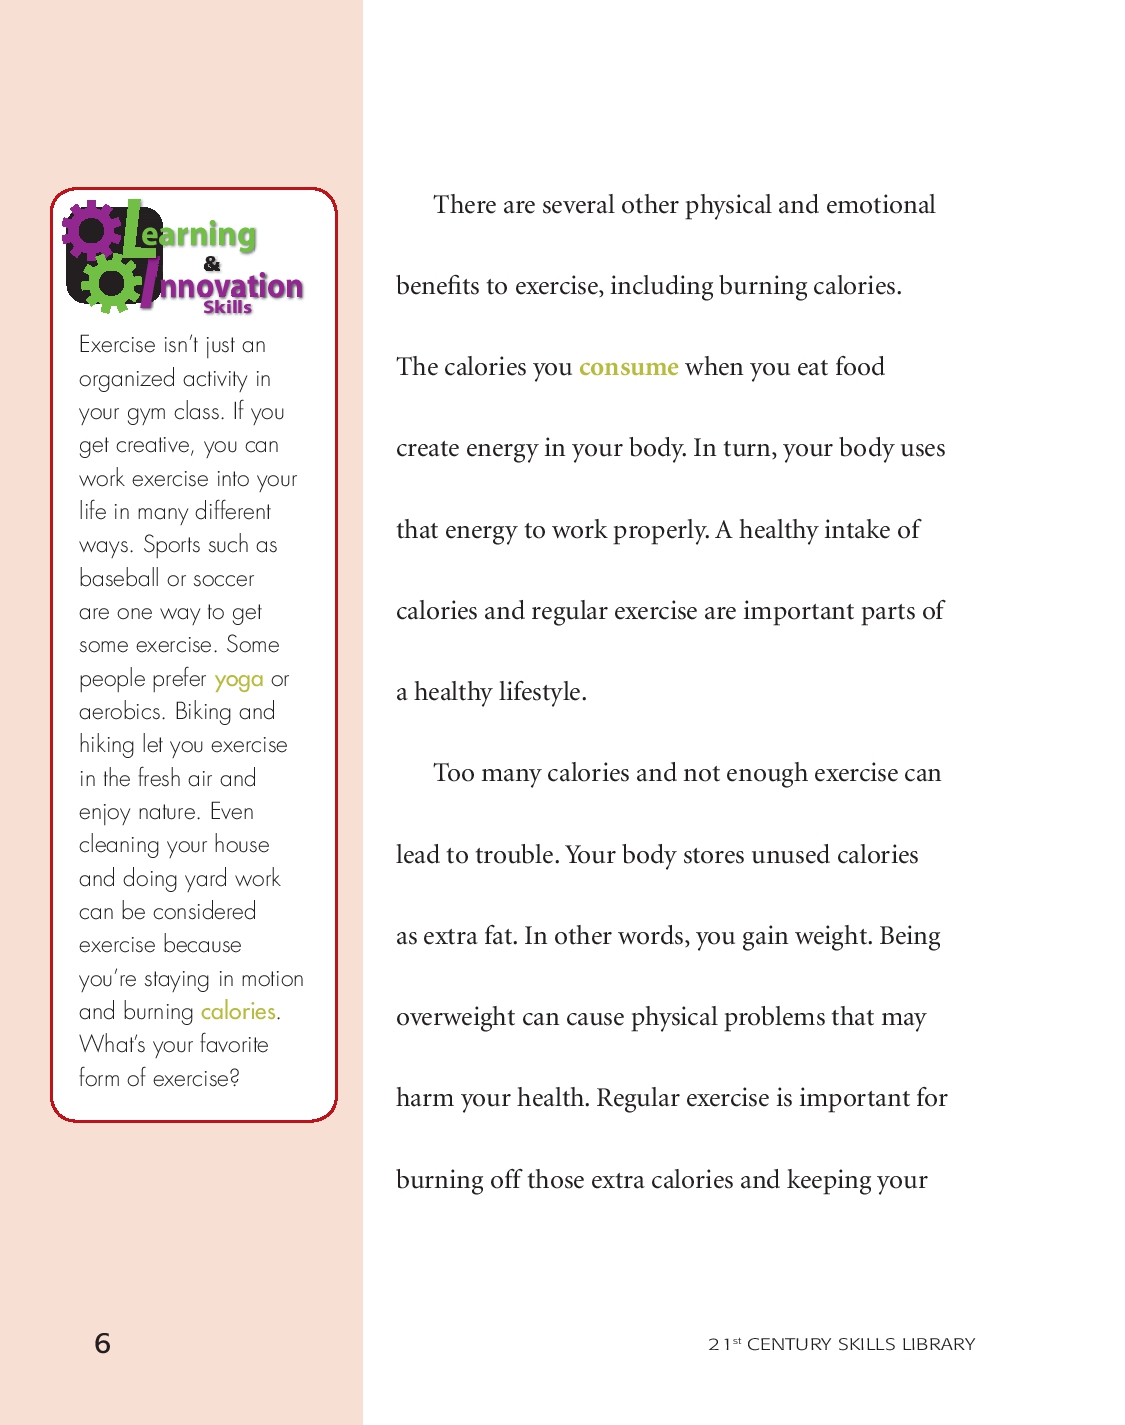 Learning
&
Innovation
Skills
Exercise isn’t just an
organized activity in
your gym class. If you
get creative, you can
work exercise into your
life in many different
ways. Sports such as
baseball or soccer
are one way to get
some exercise. Some
people prefer yoga or
aerobics. Biking and
hiking let you exercise
in the fresh air and
enjoy nature. Even
cleaning your house
and doing yard work
can be considered
exercise because
you’re staying in motion
and burning calories.
What’s your favorite
form of exercise?
There are several other physical and emotional
benefits to exercise, including burning calories.
The calories you consume when you eat food
create energy in your body. In turn, your body uses
that energy to work properly. A healthy intake of
calories and regular exercise are important parts of
a healthy lifestyle.
Too many calories and not enough exercise can
lead to trouble. Your body stores unused calories
as extra fat. In other words, you gain weight. Being
overweight can cause physical problems that may
harm your health. Regular exercise is important for
burning off those extra calories and keeping your
6
21st CENTURY SKILLS LIBRARY